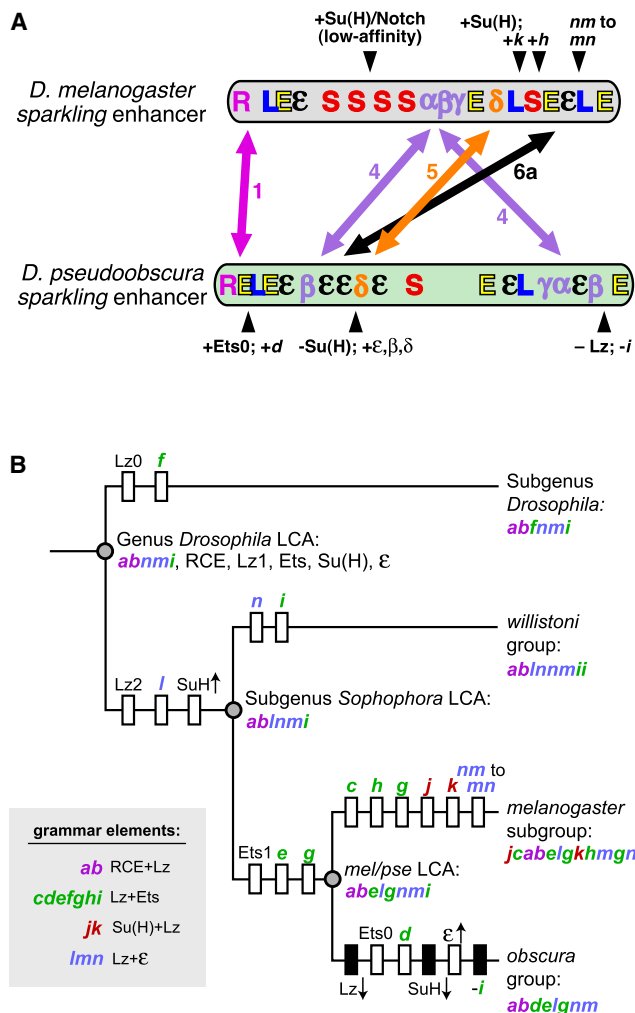 A
+Su(H)/Notch
(low-affinity)
+Su(H);
+k +h
nm to
mn
D. melanogaster
sparkling enhancer
R LEɛ S S S S αβγ E δ L S E ɛ L E
1
4
5
6a
4
D. pseudoobscura
sparkling enhancer
R E L E ɛ β ɛ ɛ δ ɛ S E ɛ L γ α ɛ β E
+Ets0; +d
-Su(H); +ɛ,β,δ
– Lz; -i
B
Lz0 f
Subgenus
Drosophila:
abfnmi
Genus Drosophila LCA:
abnmi, RCE, Lz1, Ets, Su(H), ɛ
n i
willistoni
group:
ablnnmii
Lz2 l SuH↑
Subgenus Sophophora LCA:
ablnmi
c h g j k nm to
mn
melanogaster
subgroup:
jcabelgkhmgn
grammar elements:
ab RCE+Lz
cdefghi Lz+Ets
jk Su(H)+Lz
lmn Lz+ɛ
Ets1 e g
mel/pse LCA:
abelgnmi
Ets0 d ɛ↑
Lz↓ SuH↓ -i
obscura
group:
abdelgnm